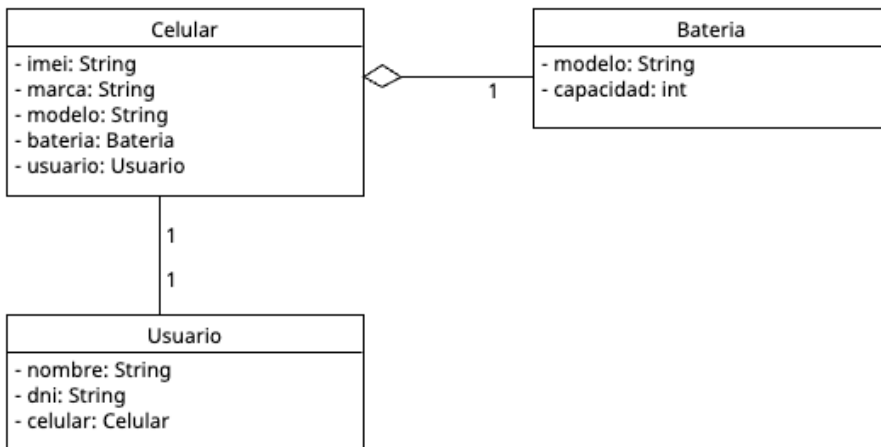 Celular
- imei: String
- marca: String
- modelo: String
- bateria: Bateria
- usuario: Usuario
Bateria
- modelo: String
- capacidad: int
1
1
1
Usuario
- nombre: String
- dni: String
- celular: Celular